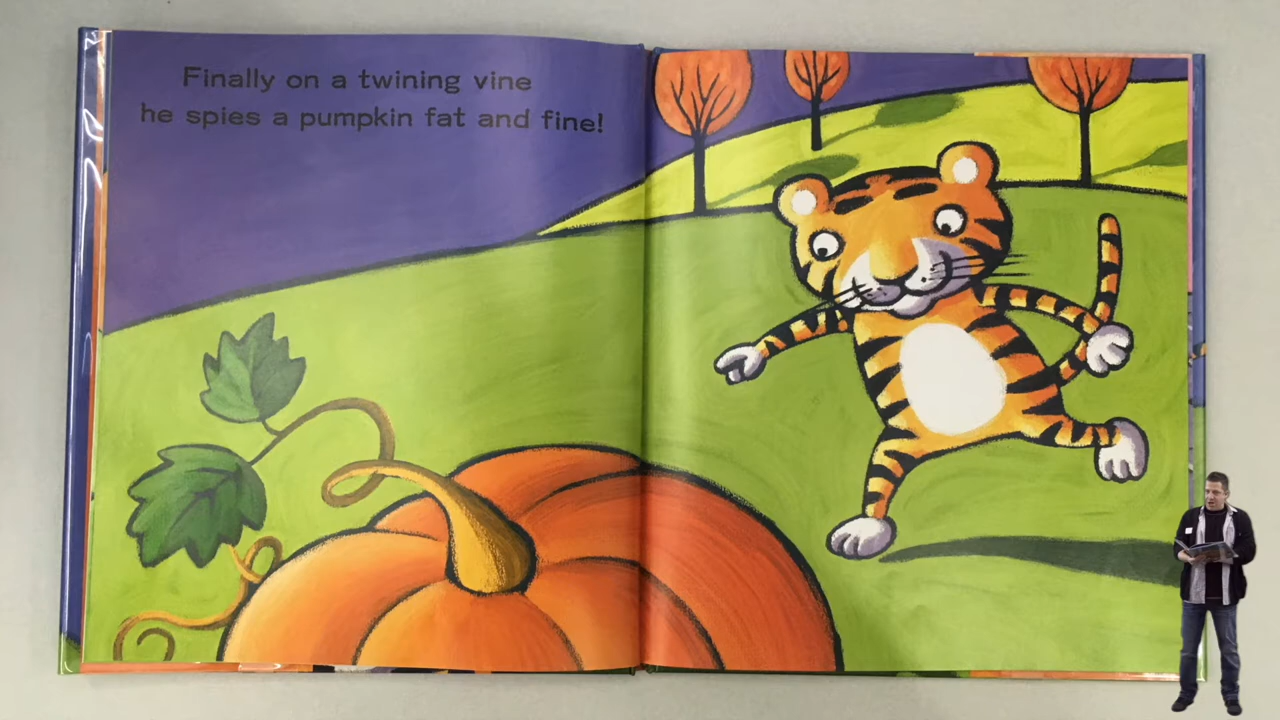 Finally on a twining vine
he spies a pumpkin fat and fine!